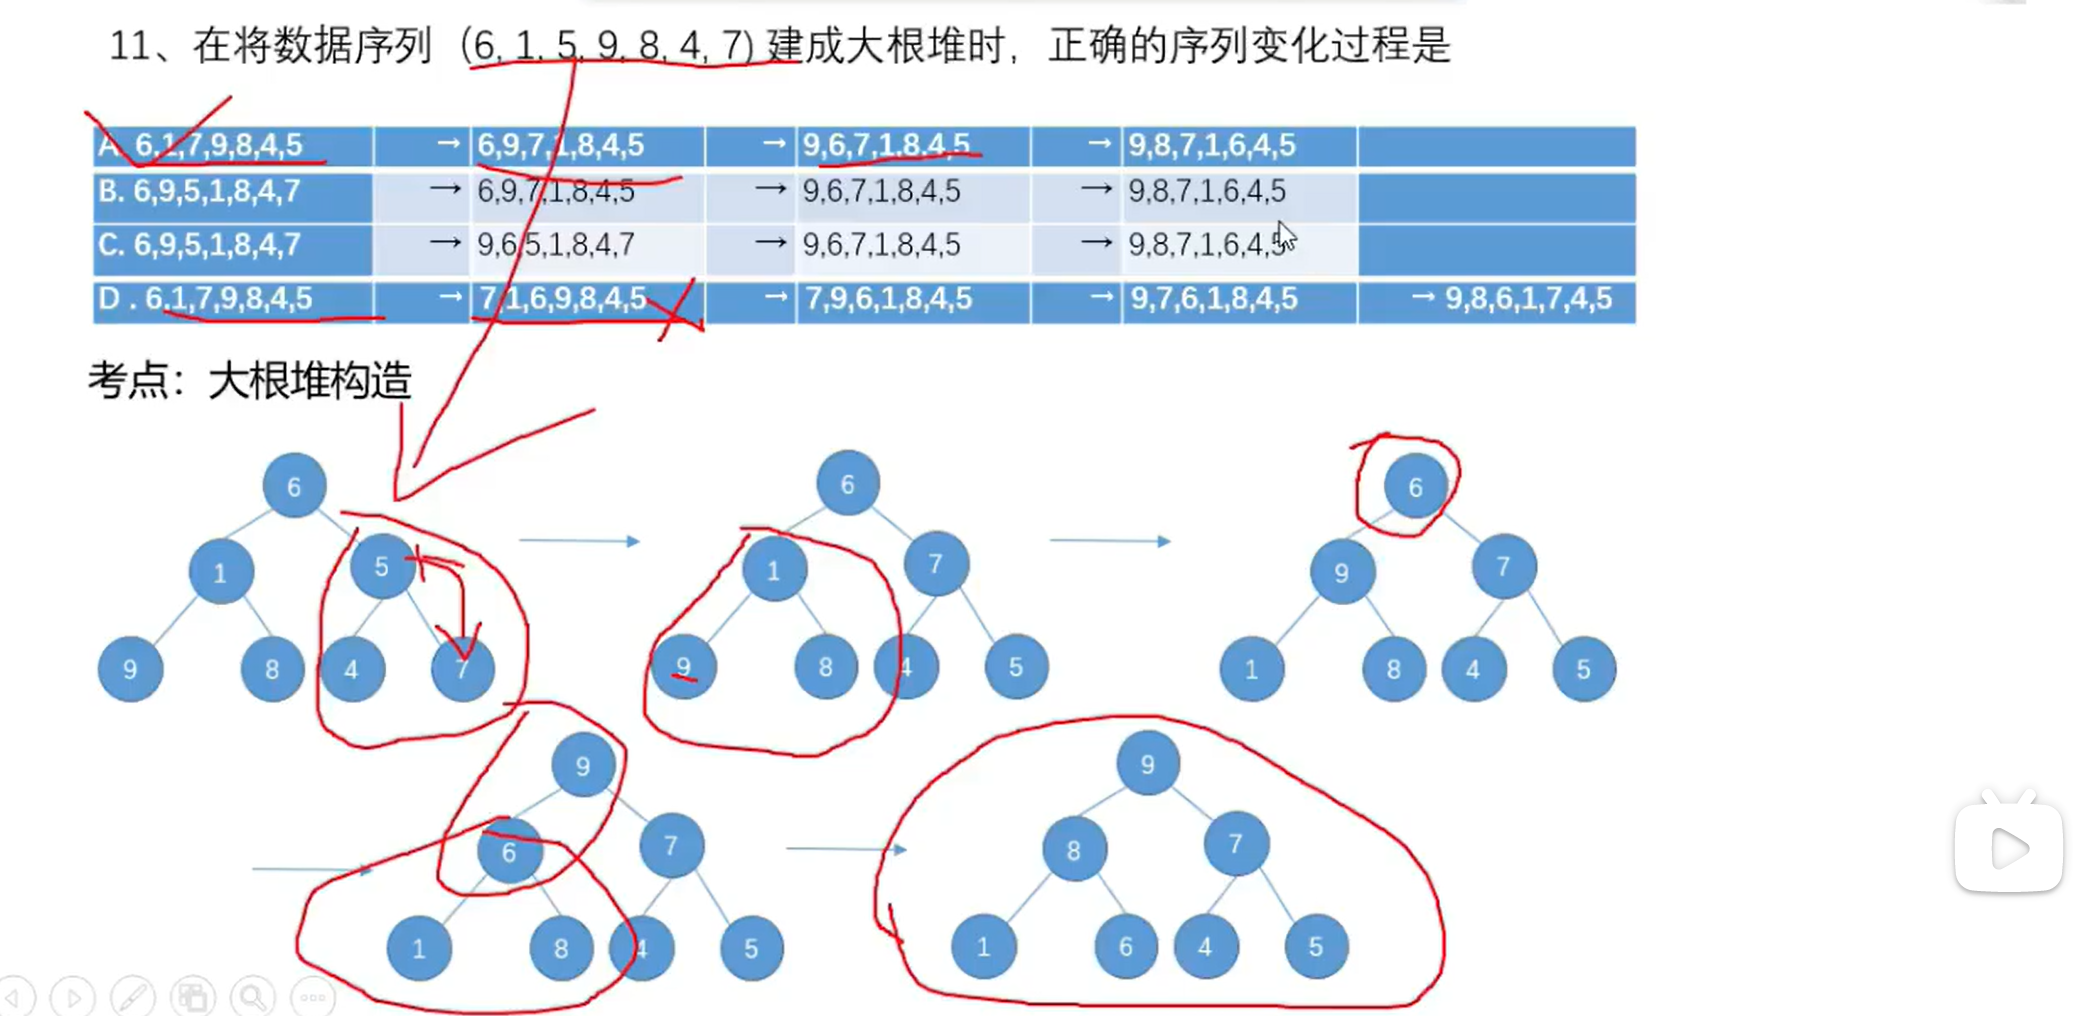 11、在将数据序列（6, 1, 5, 9, 8, 4, 7) 建成大根堆时，正确的序列变化过程是
A. 6,1,7,9,8,4,5 → 6,9,7,1,8,4,5 → 9,6,7,1,8.4,5 → 9,8,7,1,6,4,5
B. 6,9,5,1,8,4,7 → 6,9,7,1,8,4,5 → 9,6,7,1,8,4,5 → 9,8,7,1,6,4,5
C. 6,9,5,1,8,4,7 → 9,6,5,1,8,4,7 → 9,6,7,1,8,4,5 → 9,8,7,1,6,4,5
D . 6.1,7,9,8,4,5 → 7,1,6,9,8,4,5 → 7,9,6,1,8,4,5 → 9,7,6,1,8,4,5 → 9,8,6,1,7,4,5
考点：大根堆构造
6 6 6
1 5 1 7 9 7
9 8 4 7 9 8 4 5 1 8 4 5
9 9
6 7 8 7
1 8 4 5 1 6 4 5